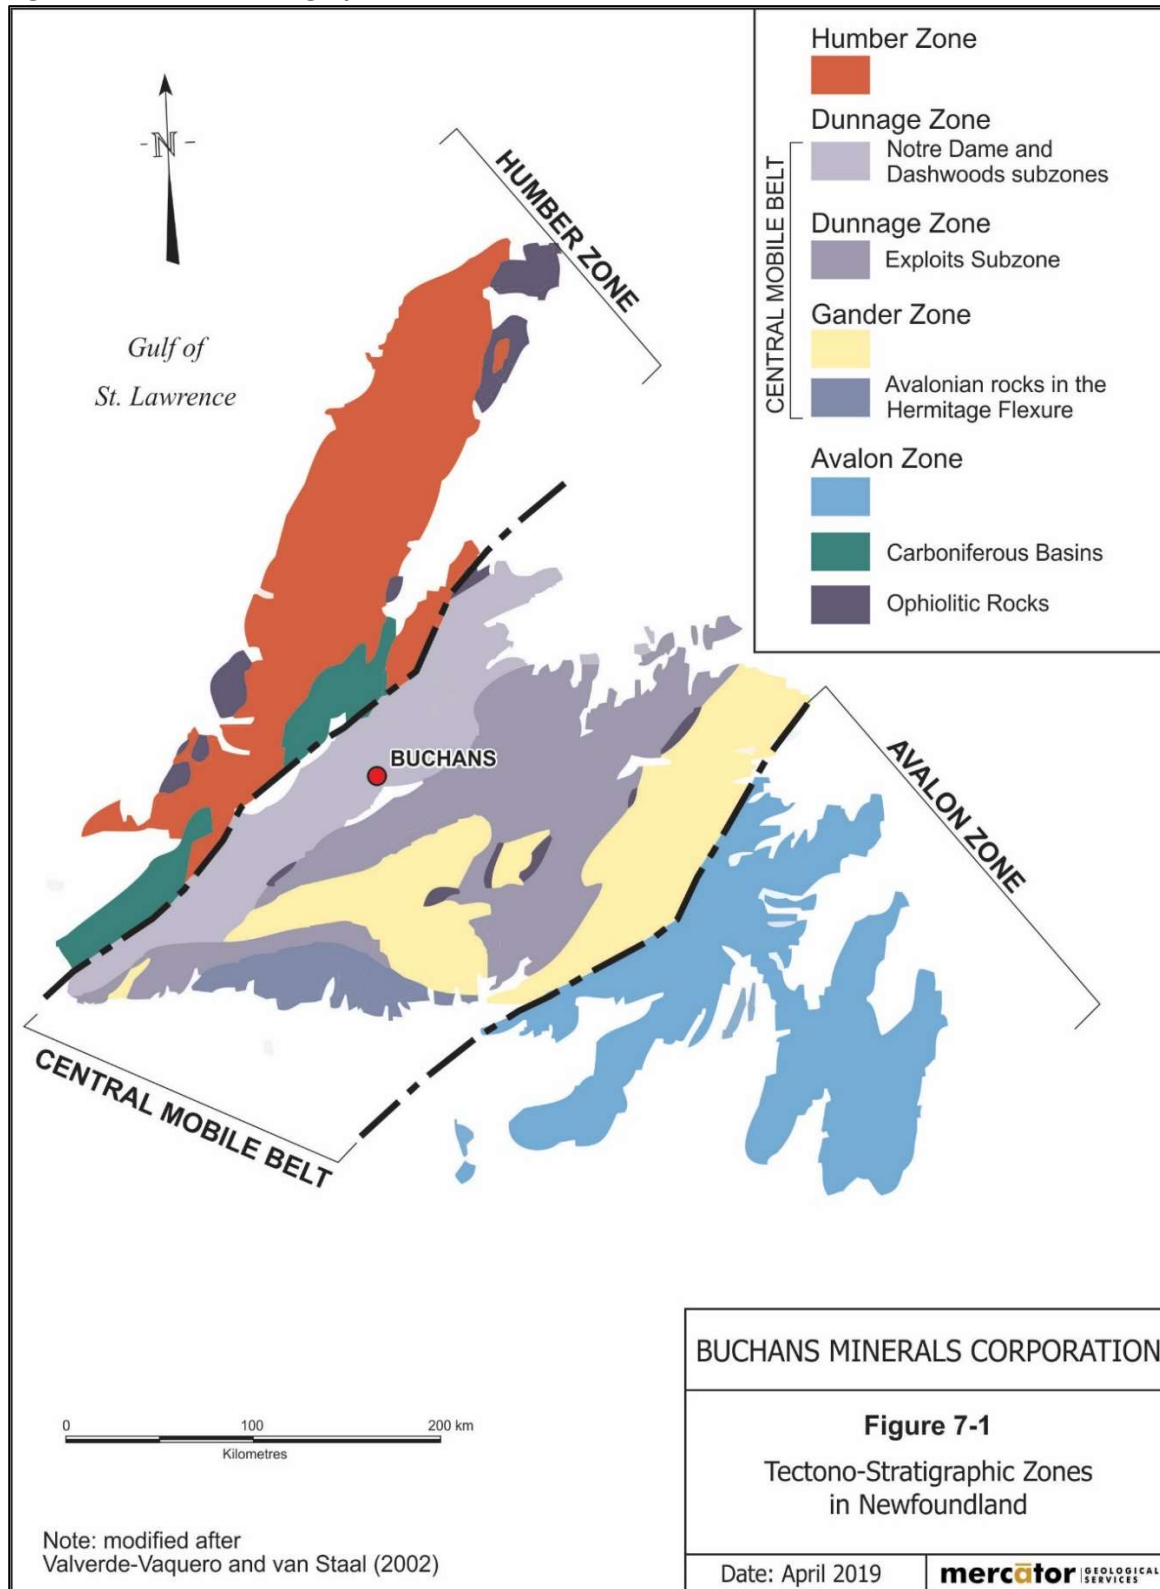 Humber Zone
Dunnage Zone
Notre Dame and
Dashwoods subzones
Dunnage Zone
Exploits Subzone
Gander Zone
Avalonian rocks in the
Hermitage Flexure
CENTRAL MOBILE BELT
Avalon Zone
Carboniferous Basins
Ophiolitic Rocks
N
HUMBER ZONE
Gulf of
St. Lawrence
BUCHANS
AVALON ZONE
CENTRAL MOBILE BELT
0 100 200 km
Kilometres
Note: modified after
Valverde-Vaquero and van Staal (2002)
BUCHANS MINERALS CORPORATION
Figure 7-1
Tectono-Stratigraphic Zones
in Newfoundland
Date: April 2019
mercātor GEOLOGICAL
SERVICES